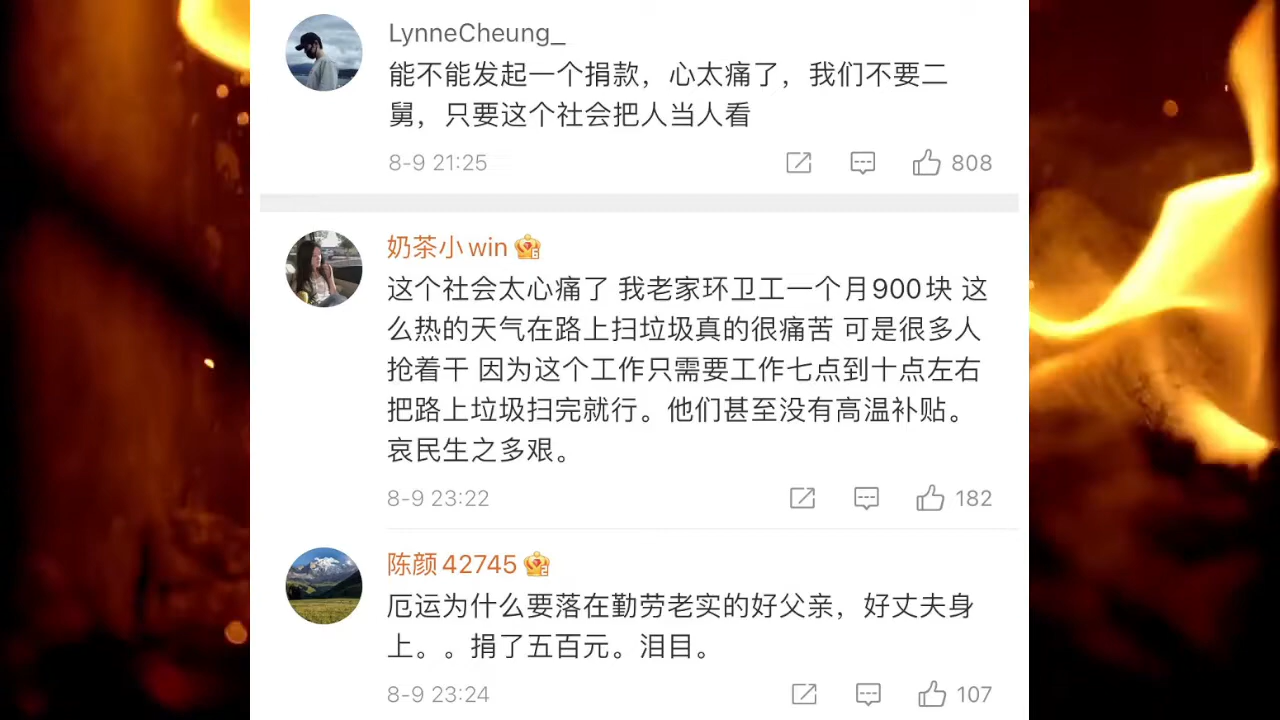 LynneCheung_
能不能发起一个捐款，心太痛了，我们不要二
舅，只要这个社会把人当人看
8-9 21:25
808
奶茶小win
这个社会太心痛了 我老家环卫工一个月900块 这
么热的天气在路上扫垃圾真的很痛苦 可是很多人
抢着干 因为这个工作只需要工作七点到十点左右
把路上垃圾扫完就行。他们甚至没有高温补贴。
哀民生之多艰。
8-9 23:22
182
陈颜42745
厄运为什么要落在勤劳老实的好父亲，好丈夫身
上。。捐了五百元。泪目。
8-9 23:24
107